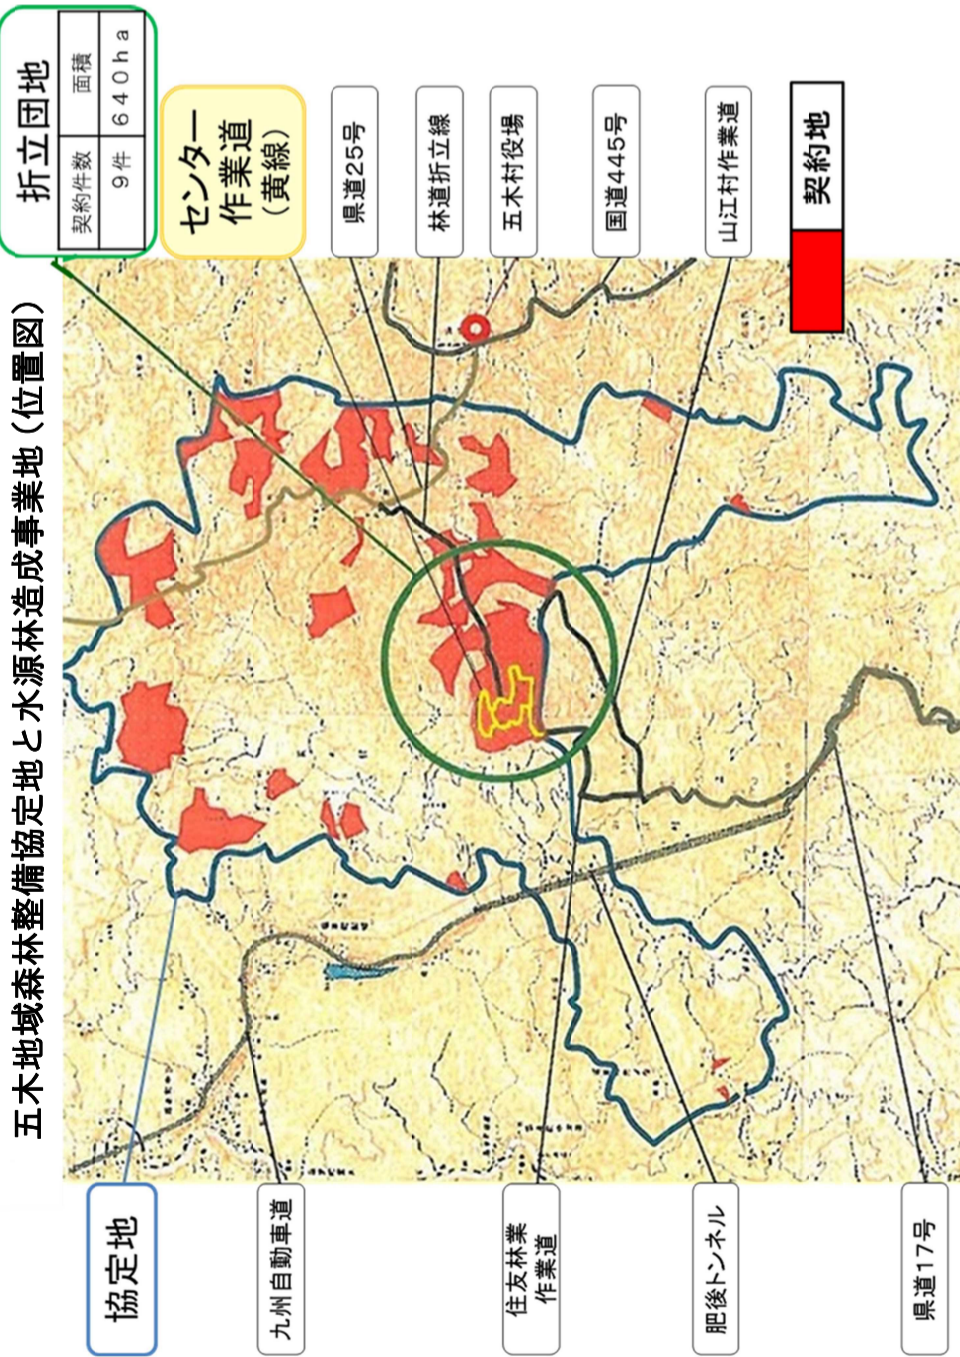 五木地域森林整備協定地と水源林造成事業地(位置図)
協定地
九州自動車道
住友林業
作業道
肥後トンネル
県道17号
折立団地
契約件数 面積
9件 640ha
センター
作業道
(黄線)
県道25号
林道折立線
五木村役場
国道445号
山江村作業道
契約地